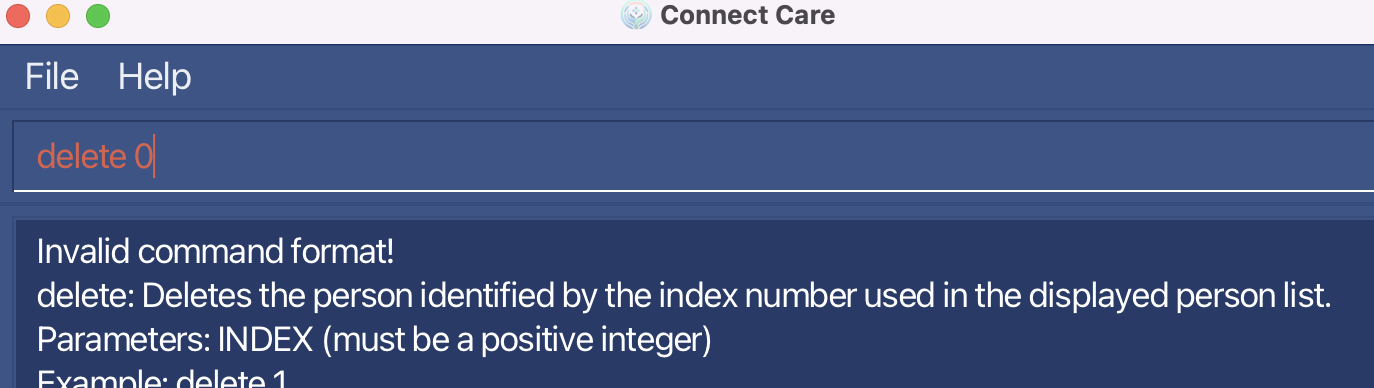 Connect Care
File Help
delete 0
Invalid command format!
delete: Deletes the person identified by the index number used in the displayed person list.
Parameters: INDEX (must be a positive integer)
Example: delete 1